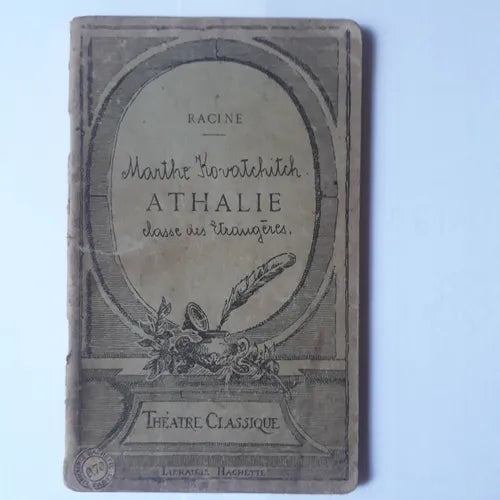 RACINE
Marthe Kovatchitch.
ATHALIE
classe des Etrangères.
THÉATRE CLASSIQUE
LIBRAIRIE HACHETTE